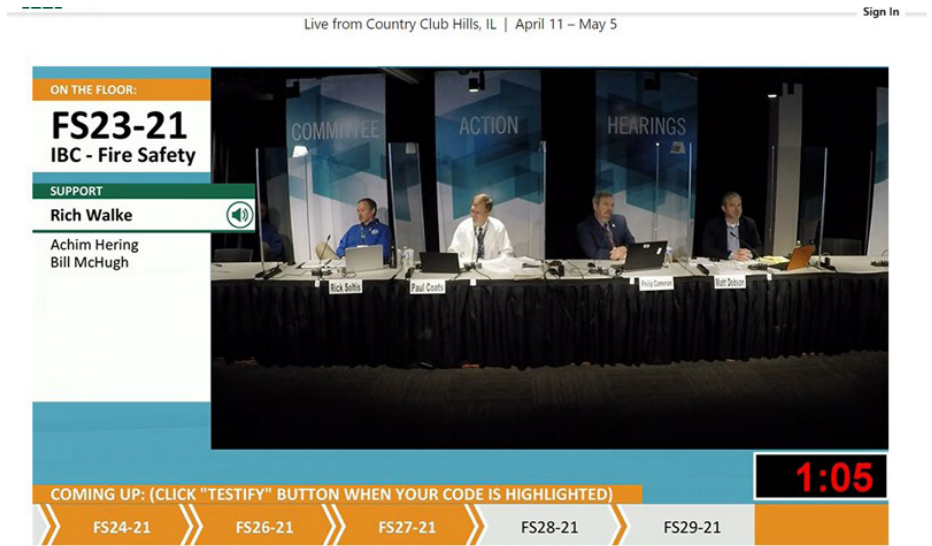 Sign In
Live from Country Club Hills, IL | April 11 – May 5
ON THE FLOOR:
FS23-21
IBC - Fire Safety
SUPPORT
Rich Walke
Achim Hering
Bill McHugh
COMMITTEE ACTION HEARINGS
Rick Soltis
Paul Coats
Philip Cameron
Matt Dobson
1:05
COMING UP: (CLICK "TESTIFY" BUTTON WHEN YOUR CODE IS HIGHLIGHTED)
FS24-21 FS26-21 FS27-21 FS28-21 FS29-21